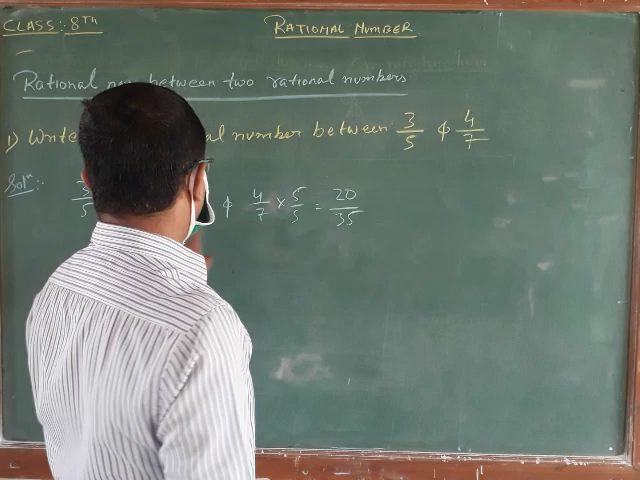 CLASS:- 8TH
RATIONAL NUMBER
Rational between two rational numbers
1) Write number between 3/5 & 4/7
Solⁿ:- 3/5 & 4/7 × 5/5 = 20/35